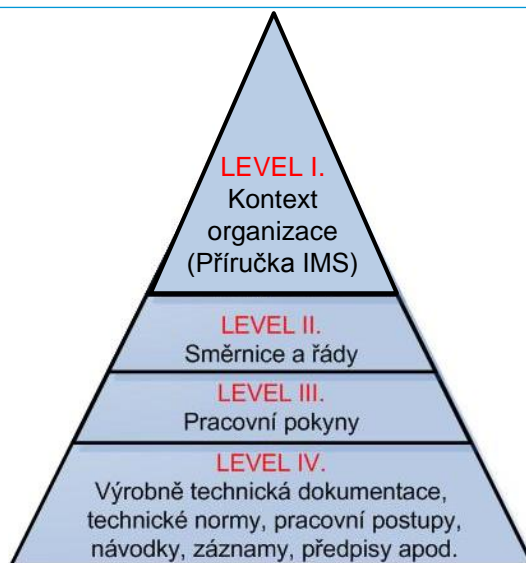 LEVEL I.
Kontext
organizace
(Příručka IMS)
LEVEL II.
Směrnice a řády
LEVEL III.
Pracovní pokyny
LEVEL IV.
Výrobně technická dokumentace,
technické normy, pracovní postupy,
návodky, záznamy, předpisy apod.